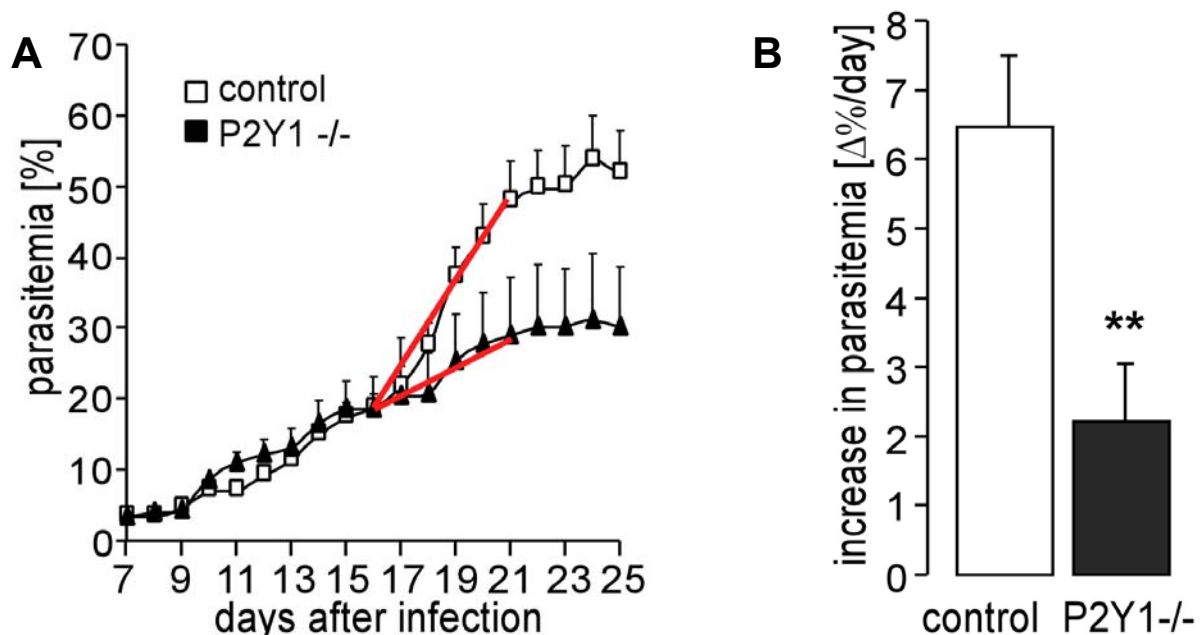 A
parasitemia [%]
70
60
50
40
30
20
10
0
control
P2Y1 -/-
7 9 11 13 15 17 19 21 23 25
days after infection
B
increase in parasitemia [Δ%/day]
8
7
6
5
4
3
2
1
0
**
control P2Y1-/-